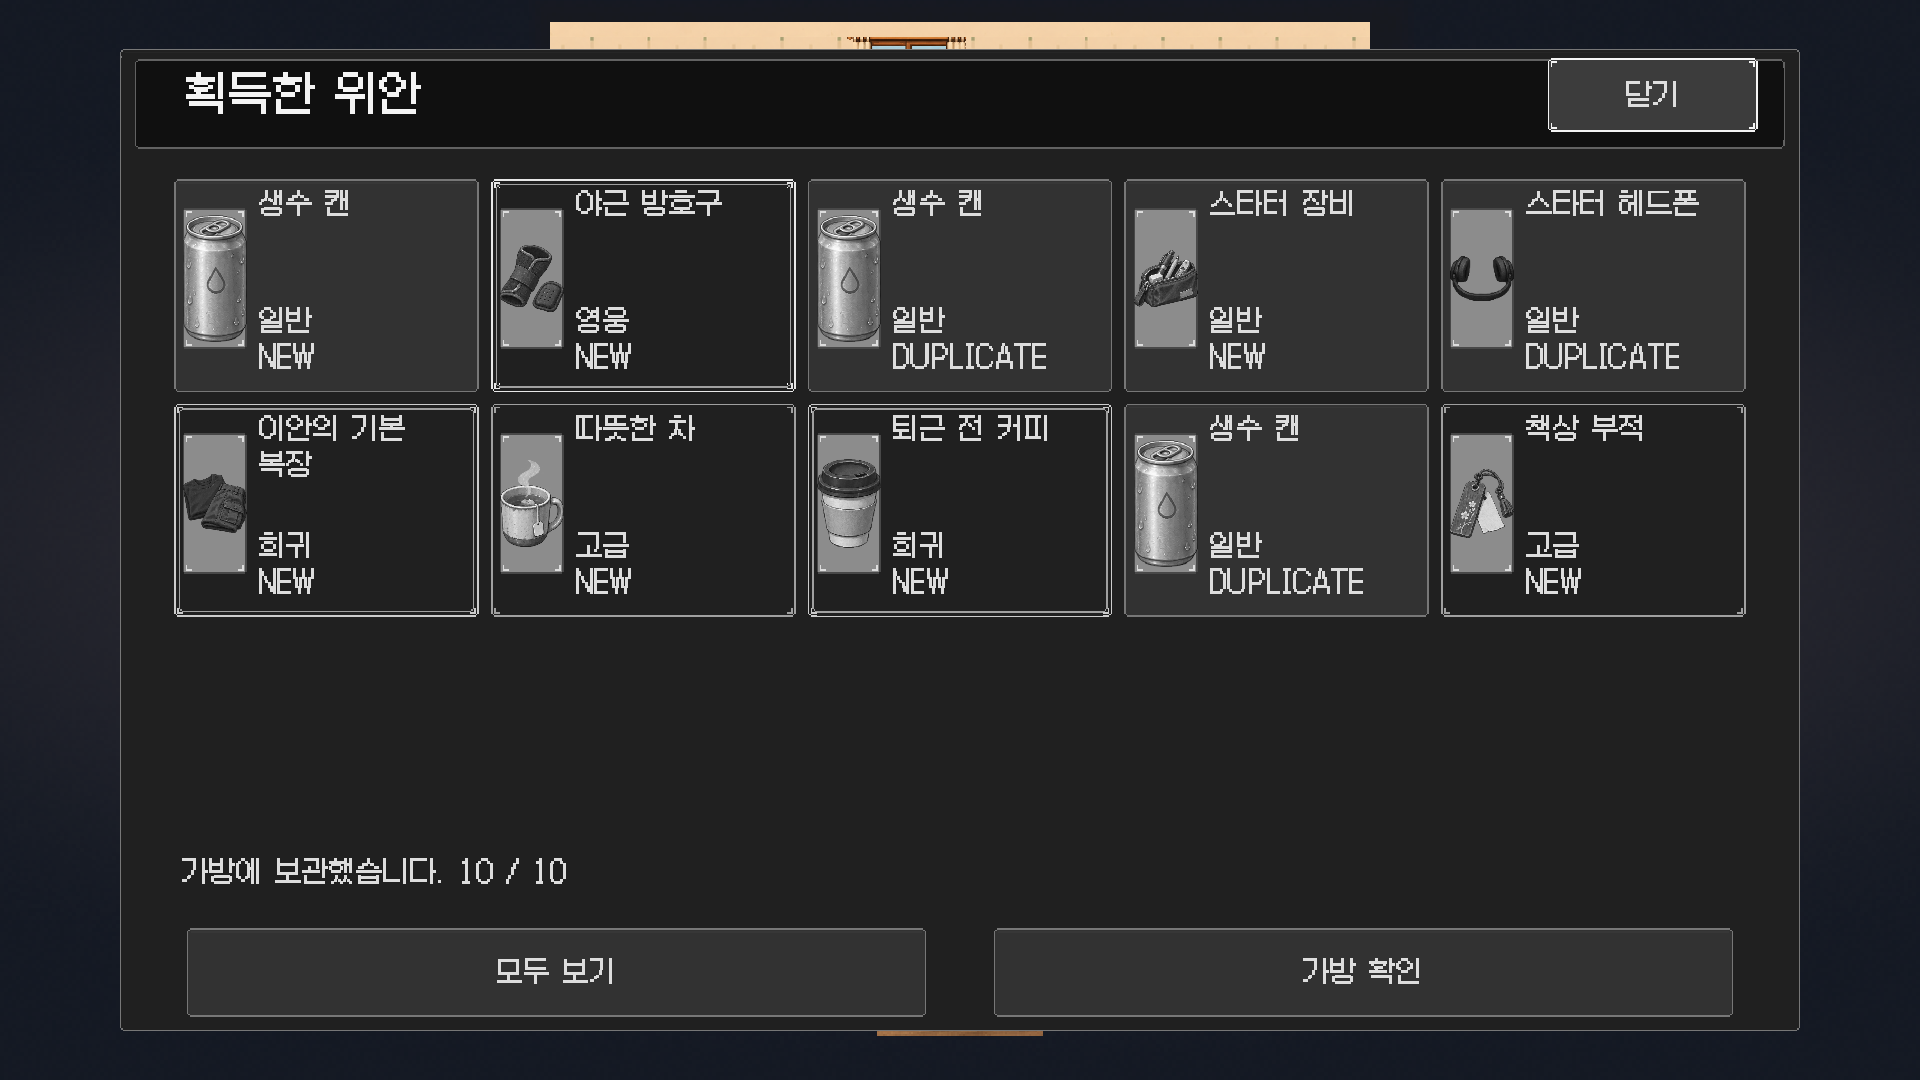 획득한 위안
닫기
생수 캔
일반
NEW
야근 방호구
영웅
NEW
생수 캔
일반
DUPLICATE
스타터 장비
일반
NEW
스타터 헤드폰
일반
DUPLICATE
이안의 기본
복장
희귀
NEW
따뜻한 차
고급
NEW
퇴근 전 커피
희귀
NEW
생수 캔
일반
DUPLICATE
책상 부적
고급
NEW
가방에 보관했습니다. 10 / 10
모두 보기
가방 확인